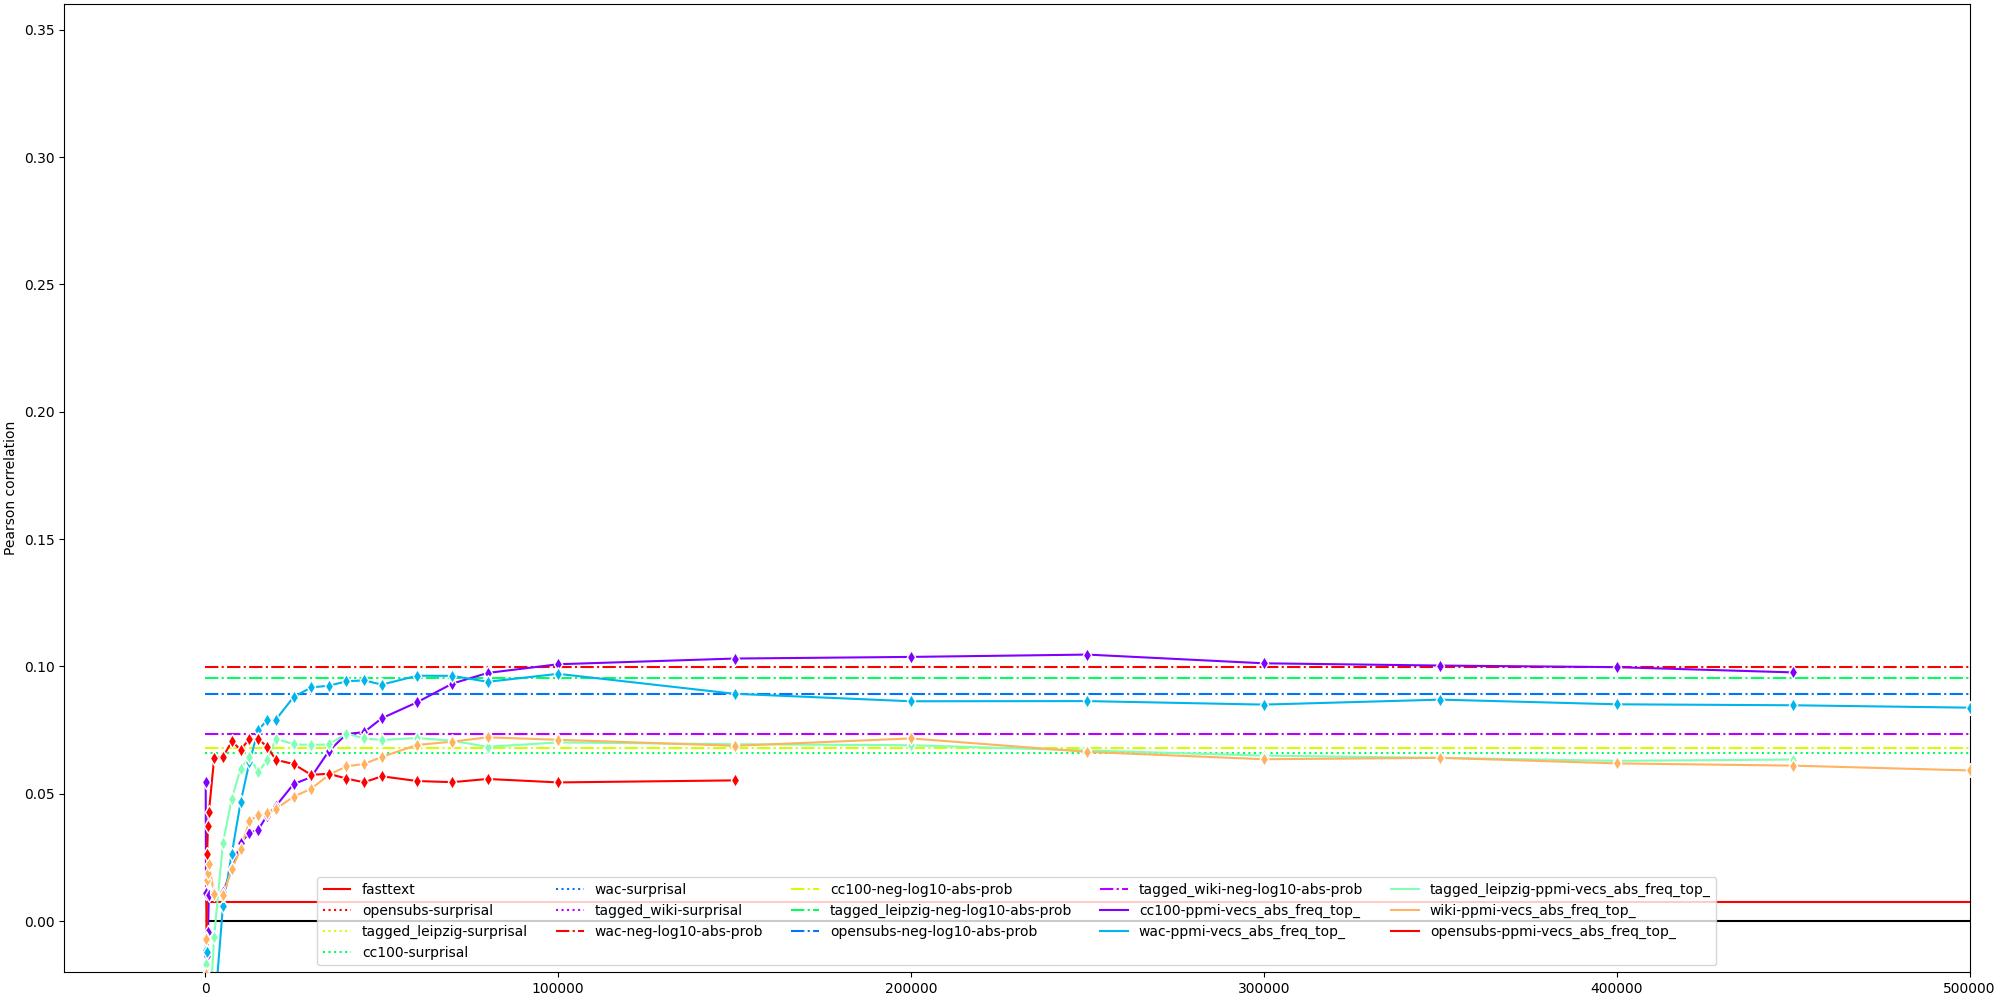 0.35
0.30
0.25
0.20
0.15
0.10
0.05
0.00
Pearson correlation
0
100000
200000
300000
400000
500000
fasttext
opensubs-surprisal
tagged_leipzig-surprisal
cc100-surprisal
wac-surprisal
tagged_wiki-surprisal
wac-neg-log10-abs-prob
cc100-neg-log10-abs-prob
tagged_leipzig-neg-log10-abs-prob
opensubs-neg-log10-abs-prob
tagged_wiki-neg-log10-abs-prob
cc100-ppmi-vecs_abs_freq_top_
wac-ppmi-vecs_abs_freq_top_
tagged_leipzig-ppmi-vecs_abs_freq_top_
wiki-ppmi-vecs_abs_freq_top_
opensubs-ppmi-vecs_abs_freq_top_